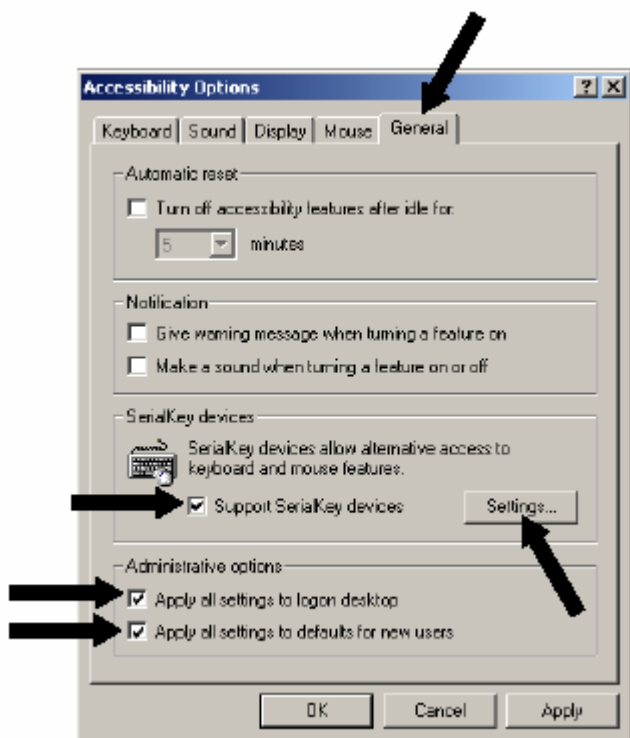 Accessibility Options
Keyboard Sound Display Mouse General
Automatic reset
Turn off accessibility features after idle for:
5 minutes
Notification
Give warning message when turning a feature on
Make a sound when turning a feature on or off
SerialKey devices
SerialKey devices allow alternative access to
keyboard and mouse features.
Support SerialKey devices Settings...
Administrative options
Apply all settings to logon desktop
Apply all settings to defaults for new users
OK Cancel Apply